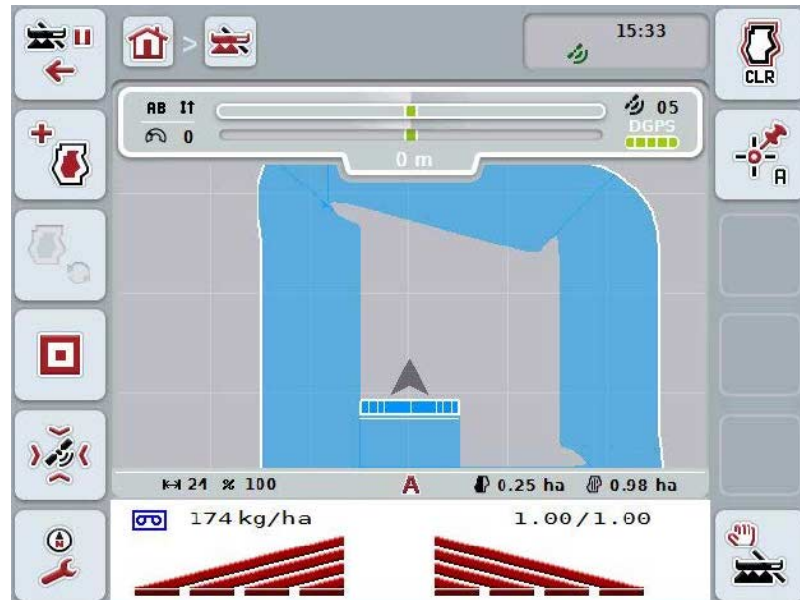 15:33
CLR
AB
05
0
DGPS
0 m
A
24 % 100
A
0.25 ha
0.98 ha
174 kg/ha
1.00/1.00